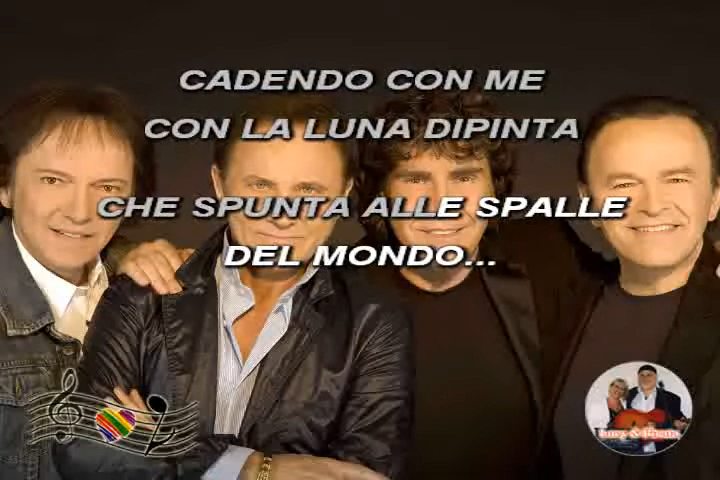 CADENDO CON ME
CON LA LUNA DIPINTA
CHE SPUNTA ALLE SPALLE
DEL MONDO...